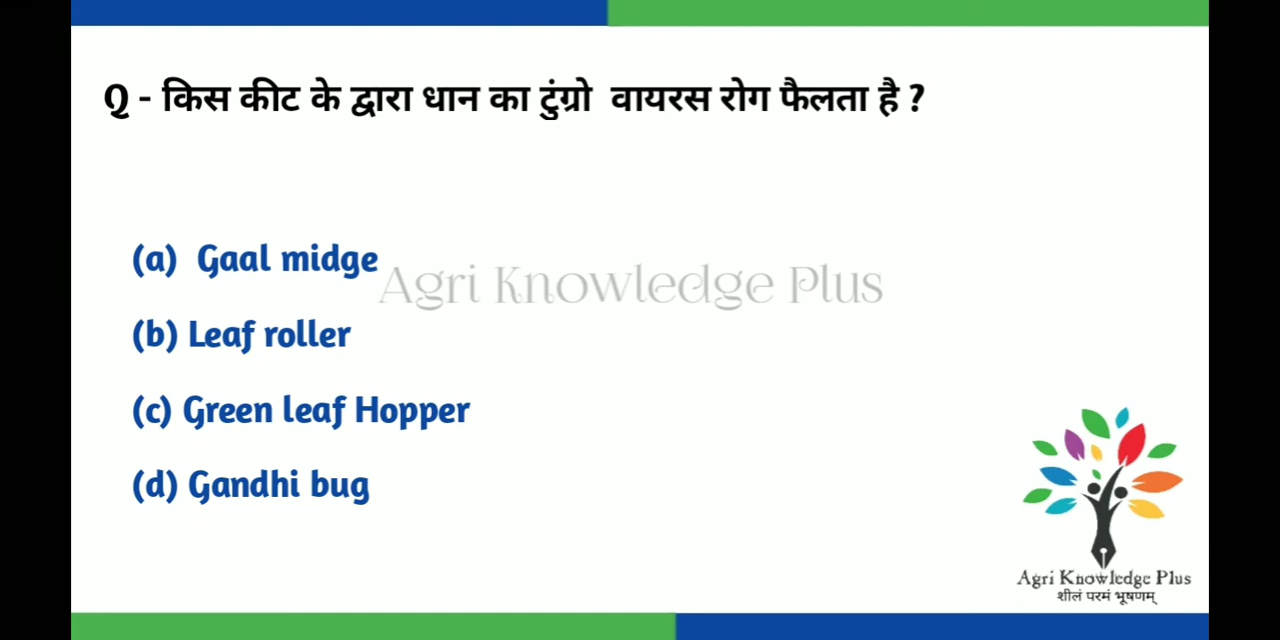 Q - किस कीट के द्वारा धान का टुंग्रो वायरस रोग फैलता है ?
(a) Gaal midge
Agri Knowledge Plus
(b) Leaf roller
(c) Green leaf Hopper
(d) Gandhi bug
Agri Knowledge Plus
शीलं परमं भूषणम्